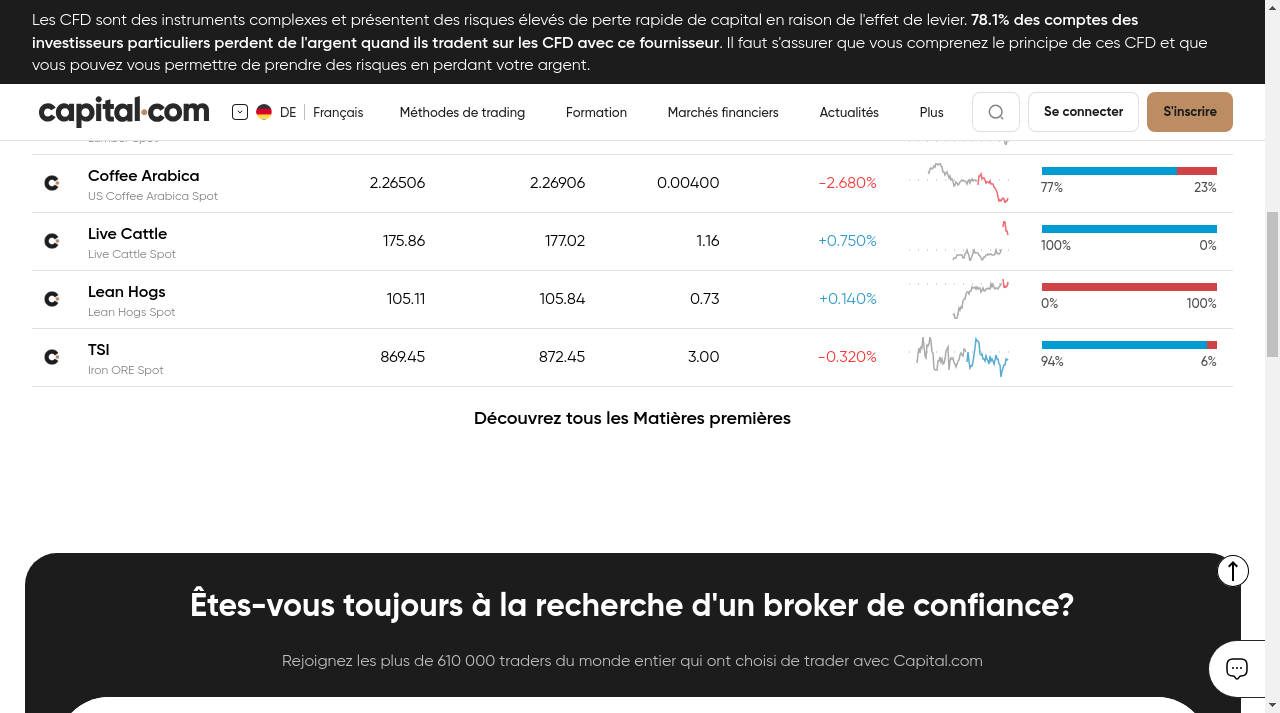 Les CFD sont des instruments complexes et présentent des risques élevés de perte rapide de capital en raison de l'effet de levier. 78.1% des comptes des
investisseurs particuliers perdent de l'argent quand ils tradent sur les CFD avec ce fournisseur. Il faut s'assurer que vous comprenez le principe de ces CFD et que
vous pouvez vous permettre de prendre des risques en perdant votre argent.
capital.com DE Français Méthodes de trading Formation Marchés financiers Actualités Plus Se connecter S'inscrire
Lumber Spot
Coffee Arabica 2.26506 2.26906 0.00400 -2.680% 77% 23%
US Coffee Arabica Spot
Live Cattle 175.86 177.02 1.16 +0.750% 100% 0%
Live Cattle Spot
Lean Hogs 105.11 105.84 0.73 +0.140% 0% 100%
Lean Hogs Spot
TSI 869.45 872.45 3.00 -0.320% 94% 6%
Iron ORE Spot
Découvrez tous les Matières premières
Êtes-vous toujours à la recherche d'un broker de confiance?
Rejoignez les plus de 610 000 traders du monde entier qui ont choisi de trader avec Capital.com